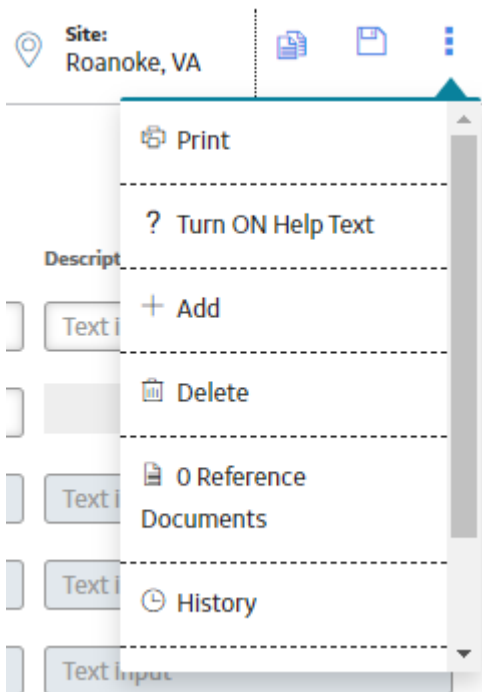 Site:
Roanoke, VA
Print
? Turn ON Help Text
Add
Descript
Text i
Delete
0 Reference
Documents
Text i
Text i
History
Text input